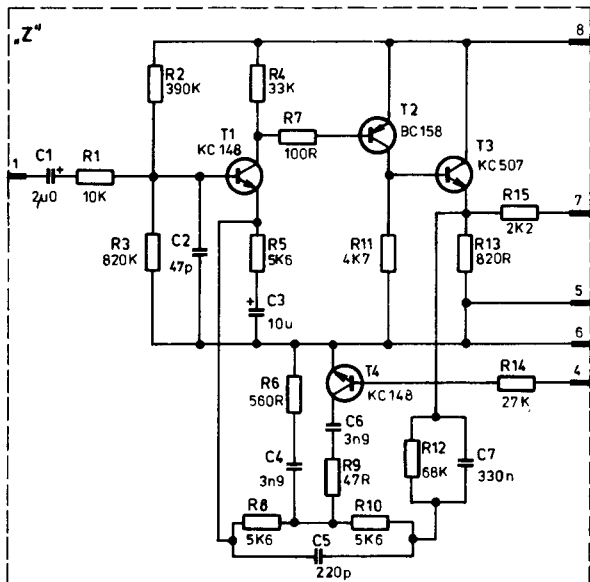 „Z"
8
R2
390K
R4
33K
T1
KC148
R7
100R
T2
BC158
T3
KC507
1
C1
+
2µ0
R1
10K
R15
2K2
7
R3
820K
C2
47p
R5
5K6
R11
4K7
R13
820R
+
C3
10u
5
6
R6
560R
T4
KC148
R14
27K
4
C6
3n9
C4
3n9
R9
47R
R12
68K
C7
330n
R8
5K6
R10
5K6
C5
220p